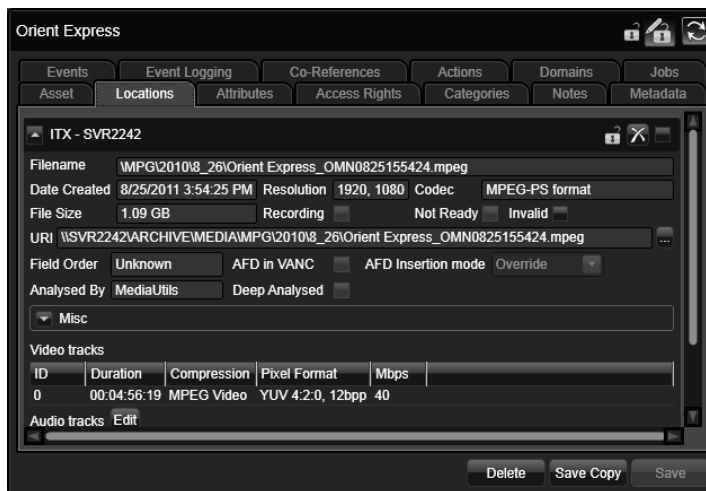 Orient Express
Events Event Logging Co-References Actions Domains Jobs
Asset Locations Attributes Access Rights Categories Notes Metadata
ITX - SVR2242
Filename \MPG\2010\8_26\Orient Express_OMN0825155424.mpeg
Date Created 8/25/2011 3:54:25 PM Resolution 1920, 1080 Codec MPEG-PS format
File Size 1.09 GB Recording Not Ready Invalid
URI \\SVR2242\ARCHIVE\MEDIA\MPG\2010\8_26\Orient Express_OMN0825155424.mpeg ...
Field Order Unknown AFD in VANC AFD Insertion mode Override
Analysed By MediaUtils Deep Analysed
Misc
Video tracks
ID Duration Compression Pixel Format Mbps
0 00:04:56:19 MPEG Video YUV 4:2:0, 12bpp 40
Audio tracks Edit
Delete Save Copy Save